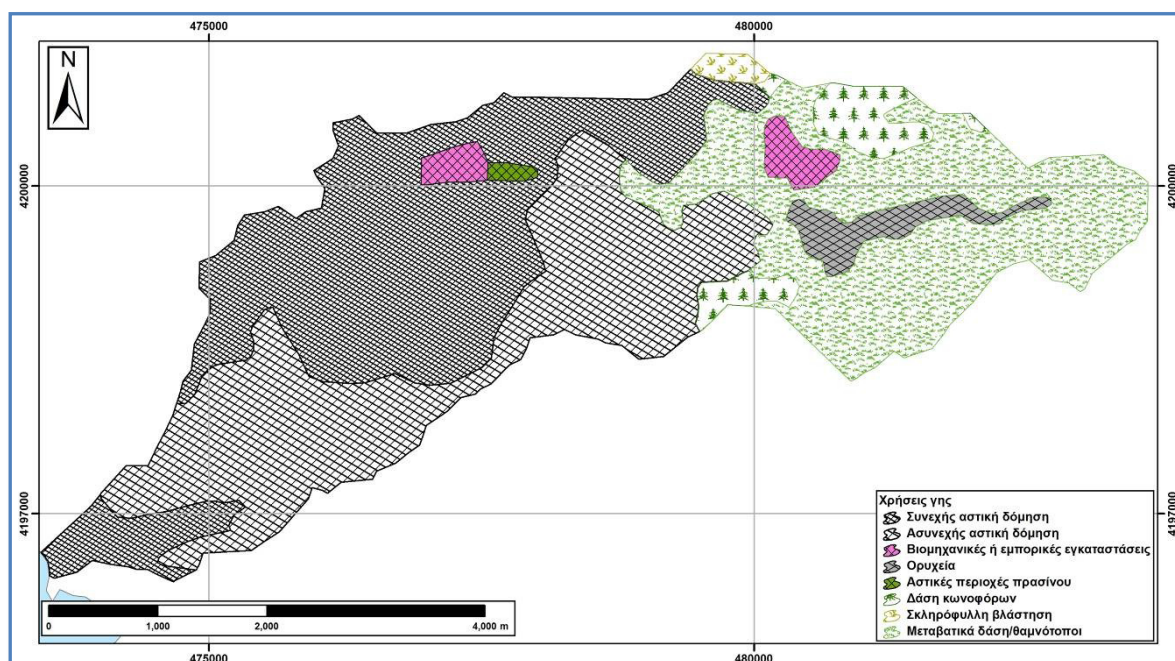 475000
480000
N
4200000
4200000
4197000
4197000
Χρήσεις γης
Συνεχής αστική δόμηση
Ασυνεχής αστική δόμηση
Βιομηχανικές ή εμπορικές εγκαταστάσεις
Ορυχεία
Αστικές περιοχές πρασίνου
Δάση κωνοφόρων
Σκληρόφυλλη βλάστηση
Μεταβατικά δάση/θαμνότοποι
0 1,000 2,000 4,000 m
475000
480000